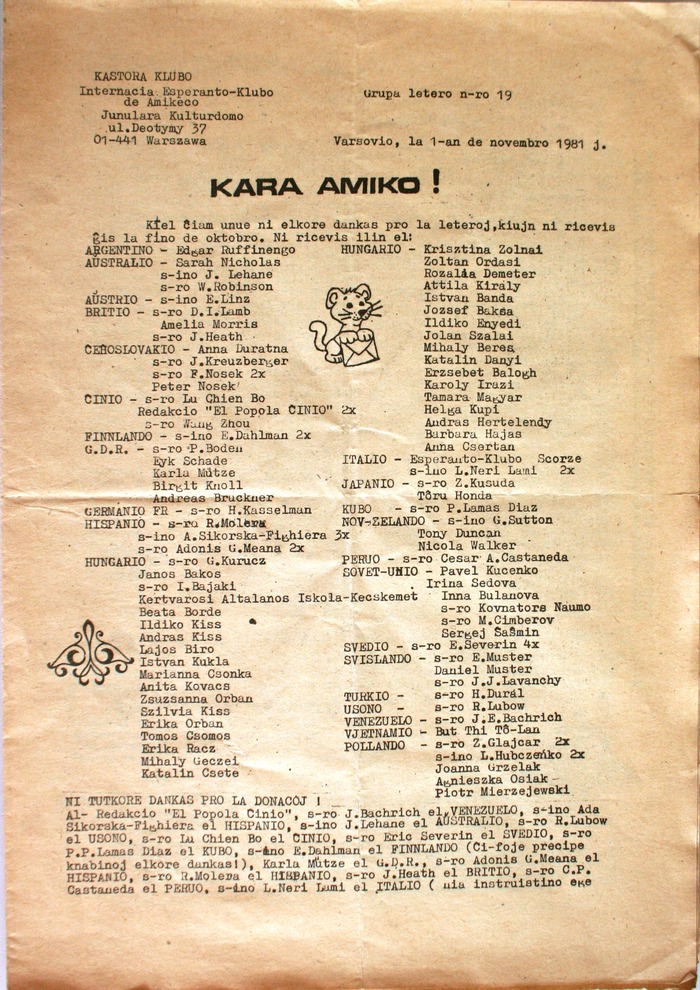 KASTORA KLUBO
Internacia Esperanto-Klubo
de Amikeco
Junulara Kulturdomo
ul.Deotymy 37
01-441 Warszawa
Grupa letero n-ro 19
Varsovio, la 1-an de novembro 1981 j.
KARA AMIKO !
Kiel ĉiam unue ni elkore dankas pro la leteroj,kiujn ni ricevis
ĝis la fino de oktobro. Ni ricevis ilin el:
ARGENTINO - Edgar Ruffinengo
AŬSTRALIO - Sarah Nicholas
s-ino J. Lehane
s-ro W.Robinson
AŬSTRIO - s-ino E.Linz
BRITIO - s-ro D.I.Lamb
Amelia Morris
s-ro J.Heath
ĈEĤOSLOVAKIO - Anna Duratna
s-ro J.Kreuzberger
s-ro F.Nosek 2x
Peter Nosek
ĈINIO - s-ro Lu Chien Bo
Redakcio "El Popola ĈINIO" 2x
s-ro Wang Zhou
FINNLANDO - s-ino E.Dahlman 2x
G.D.R. - s-ro P.Boden
Eyk Schade
Karla Mütze
Birgit Knoll
Andreas Bruckner
GERMANIO FR - s-ro H.Kasselman
HISPANIO - s-ro R.Molera
s-ino A.Sikorska-Fighiera 3x
s-ro Adonis G.Meana 2x
HUNGARIO - s-ro G.Kurucz
Janos Bakos
s-ro I.Bajaki
Kertvarosi Altalanos Iskola-Kecskemet
Beata Borde
Ildiko Kiss
Andras Kiss
Lajos Biro
Istvan Kukla
Marianna Csonka
Anita Kovacs
Zsuzsanna Orban
Szilvia Kiss
Erika Orban
Tomos Csomos
Erika Racz
Mihaly Geczei
Katalin Csete
HUNGARIO - Krisztina Zolnai
Zoltan Ordasi
Rozalia Demeter
Attila Kiraly
Istvan Banda
Jozsef Baksa
Ildiko Enyedi
Jolan Szalai
Mihaly Beres
Katalin Danyi
Erzsebet Balogh
Karoly Irazi
Tamara Magyar
Helga Kupi
Andras Hertelendy
Barbara Hajas
Anna Csertan
ITALIO - Esperanto-Klubo Scorze
s-ino L.Neri Lami 2x
JAPANIO - s-ro Z.Kusuda
Tôru Honda
KUBO - s-ro P.Lamas Diaz
NOV-ZELANDO - s-ino G.Sutton
Tony Duncan
Nicola Walker
PERUO - s-ro Cesar A.Castaneda
SOVET-UNIO - Pavel Kucenko
Irina Sedova
Inna Bulanova
s-ro Kovnators Naumo
s-ro M.Cimberov
Sergej Ŝaŝmin
SVEDIO - s-ro E.Severin 4x
SVISLANDO - s-ro E.Muster
Daniel Muster
s-ro J.J.Lavanchy
TURKIO - s-ro H.Durál
USONO - s-ro R.Lubow
VENEZUELO - s-ro J.E.Bachrich
VJETNAMIO - But Thi Tô-Lan
POLLANDO - s-ro Z.Glajcar 2x
s-ino L.Hubczenko 2x
Joanna Grzelak
Agnieszka Osiak
Piotr Mierzejewski
NI TUTKORE DANKAS PRO LA DONACOJ !
Al- Redakcio "El Popola Ĉinio", s-ro J.Bachrich el VENEZUELO, s-ino Ada
Sikorska-Fighiera el HISPANIO, s-ino J.Lehane el AŬSTRALIO, s-ro R.Lubow
el USONO, s-ro Lu Chien Bo el ĈINIO, s-ro Eric Severin el SVEDIO, s-ro
P.P.Lamas Diaz el KUBO, s-ino E.Dahlman el FINNLANDO (Ĉi-foje precipe
knabinoj elkore dankas!), Karla Mütze el G.D.R., s-ro Adonis G.Meana el
HISPANIO, s-ro R.Molera el HISPANIO, s-ro J.Heath el BRITIO, s-ro C.P.
Castaneda el PERUO, s-ino L.Neri Lami el ITALIO ( nia instruistino eĉe